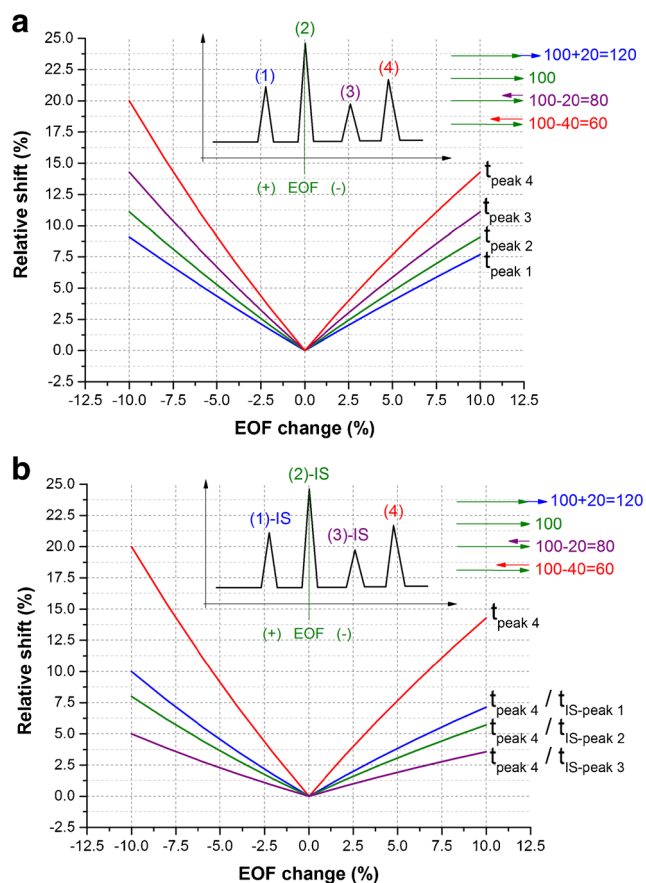 a
(2)
(1)
(3)
(4)
(+) EOF (-)
100+20=120
100
100-20=80
100-40=60
25.0
22.5
20.0
17.5
15.0
12.5
10.0
7.5
5.0
2.5
0.0
-2.5
Relative shift (%)
t peak 4
t peak 3
t peak 2
t peak 1
-12.5 -10.0 -7.5 -5.0 -2.5 0.0 2.5 5.0 7.5 10.0 12.5
EOF change (%)
b
(2)-IS
(1)-IS
(3)-IS
(4)
(+) EOF (-)
100+20=120
100
100-20=80
100-40=60
25.0
22.5
20.0
17.5
15.0
12.5
10.0
7.5
5.0
2.5
0.0
-2.5
Relative shift (%)
t peak 4
t peak 4 / t IS-peak 1
t peak 4 / t IS-peak 2
t peak 4 / t IS-peak 3
-12.5 -10.0 -7.5 -5.0 -2.5 0.0 2.5 5.0 7.5 10.0 12.5
EOF change (%)